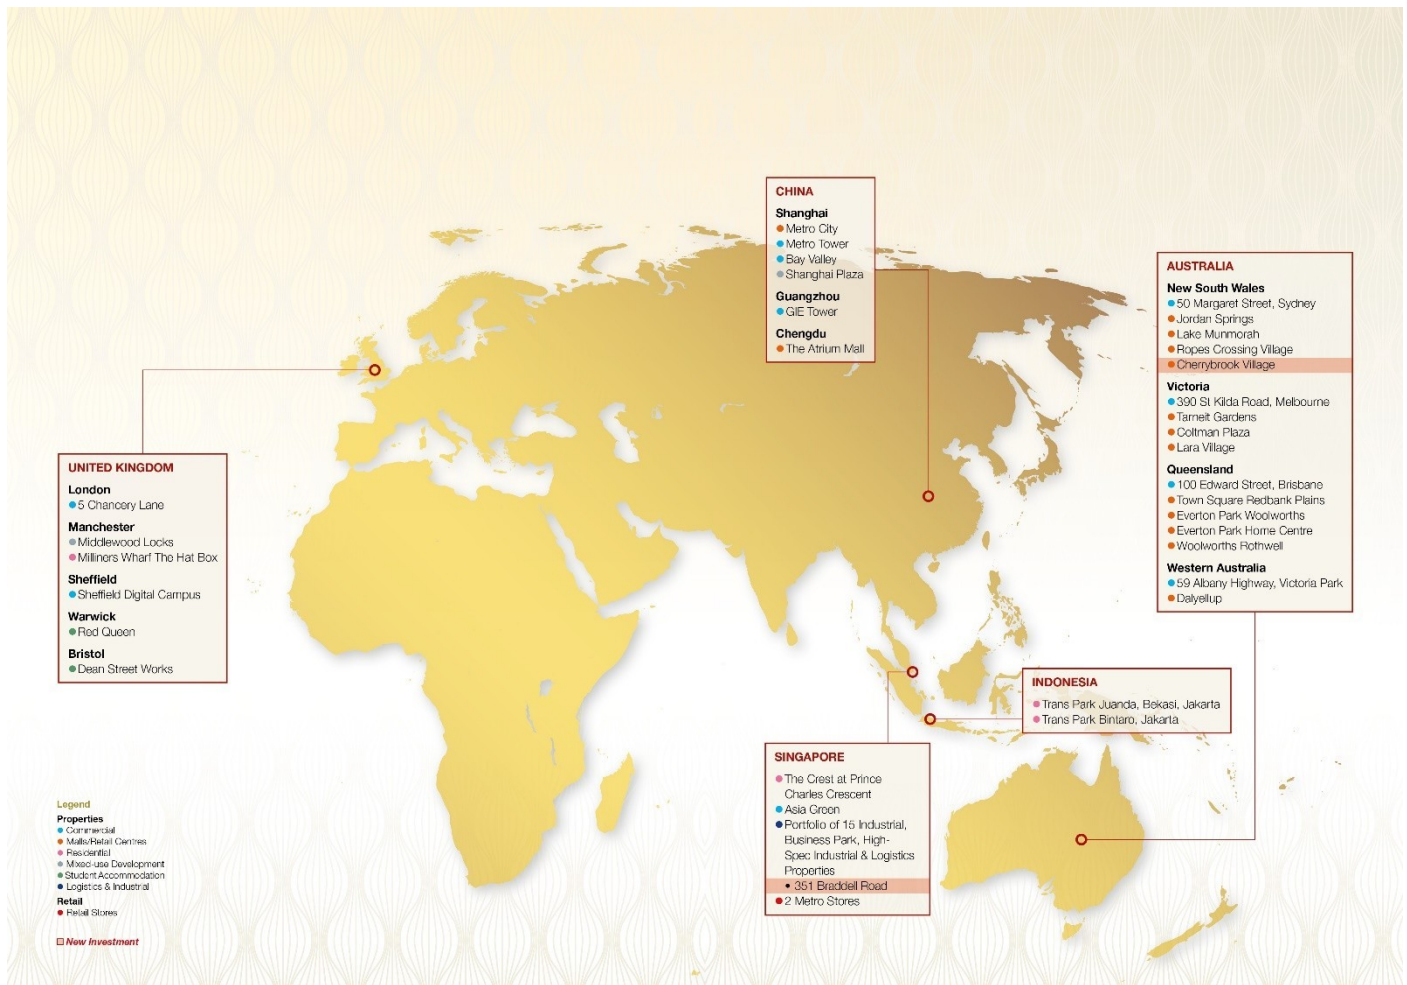 CHINA
Shanghai
Metro City
Metro Tower
Bay Valley
Shanghai Plaza
Guangzhou
GIE Tower
Chengdu
The Atrium Mall
AUSTRALIA
New South Wales
50 Margaret Street, Sydney
Jordan Springs
Lake Munmorah
Ropes Crossing Village
Cherrybrook Village
Victoria
390 St Kilda Road, Melbourne
Tarneit Gardens
Coltman Plaza
Lara Village
Queensland
100 Edward Street, Brisbane
Town Square Redbank Plains
Everton Park Woolworths
Everton Park Home Centre
Woolworths Rothwell
Western Australia
59 Albany Highway, Victoria Park
Dalyellup
UNITED KINGDOM
London
5 Chancery Lane
Manchester
Middlewood Locks
Milliners Wharf The Hat Box
Sheffield
Sheffield Digital Campus
Warwick
Red Queen
Bristol
Dean Street Works
INDONESIA
Trans Park Juanda, Bekasi, Jakarta
Trans Park Bintaro, Jakarta
SINGAPORE
The Crest at Prince
Charles Crescent
Asia Green
Portfolio of 15 Industrial,
Business Park, High-
Spec Industrial & Logistics
Properties
• 351 Braddell Road
2 Metro Stores
Legend
Properties
Commercial
Malls/Retail Centres
Residential
Mixed-use Development
Student Accommodation
Logistics & Industrial
Retail
Retail Stores
New Investment